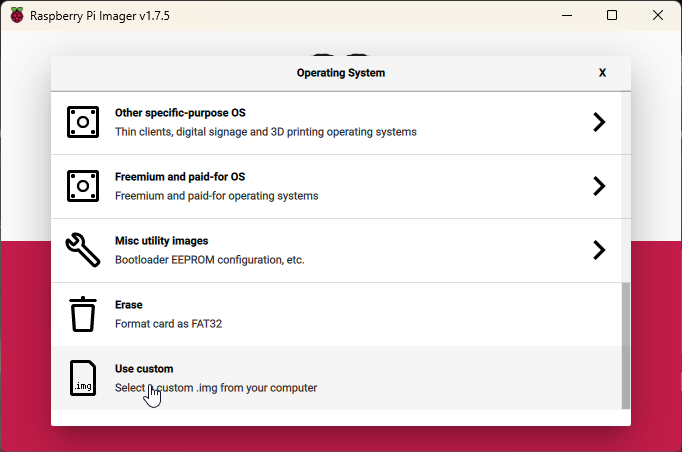 Raspberry Pi Imager v1.7.5
Operating System
X
Other specific-purpose OS
Thin clients, digital signage and 3D printing operating systems
Freemium and paid-for OS
Freemium and paid-for operating systems
Misc utility images
Bootloader EEPROM configuration, etc.
Erase
Format card as FAT32
Use custom
.img
Select custom .img from your computer